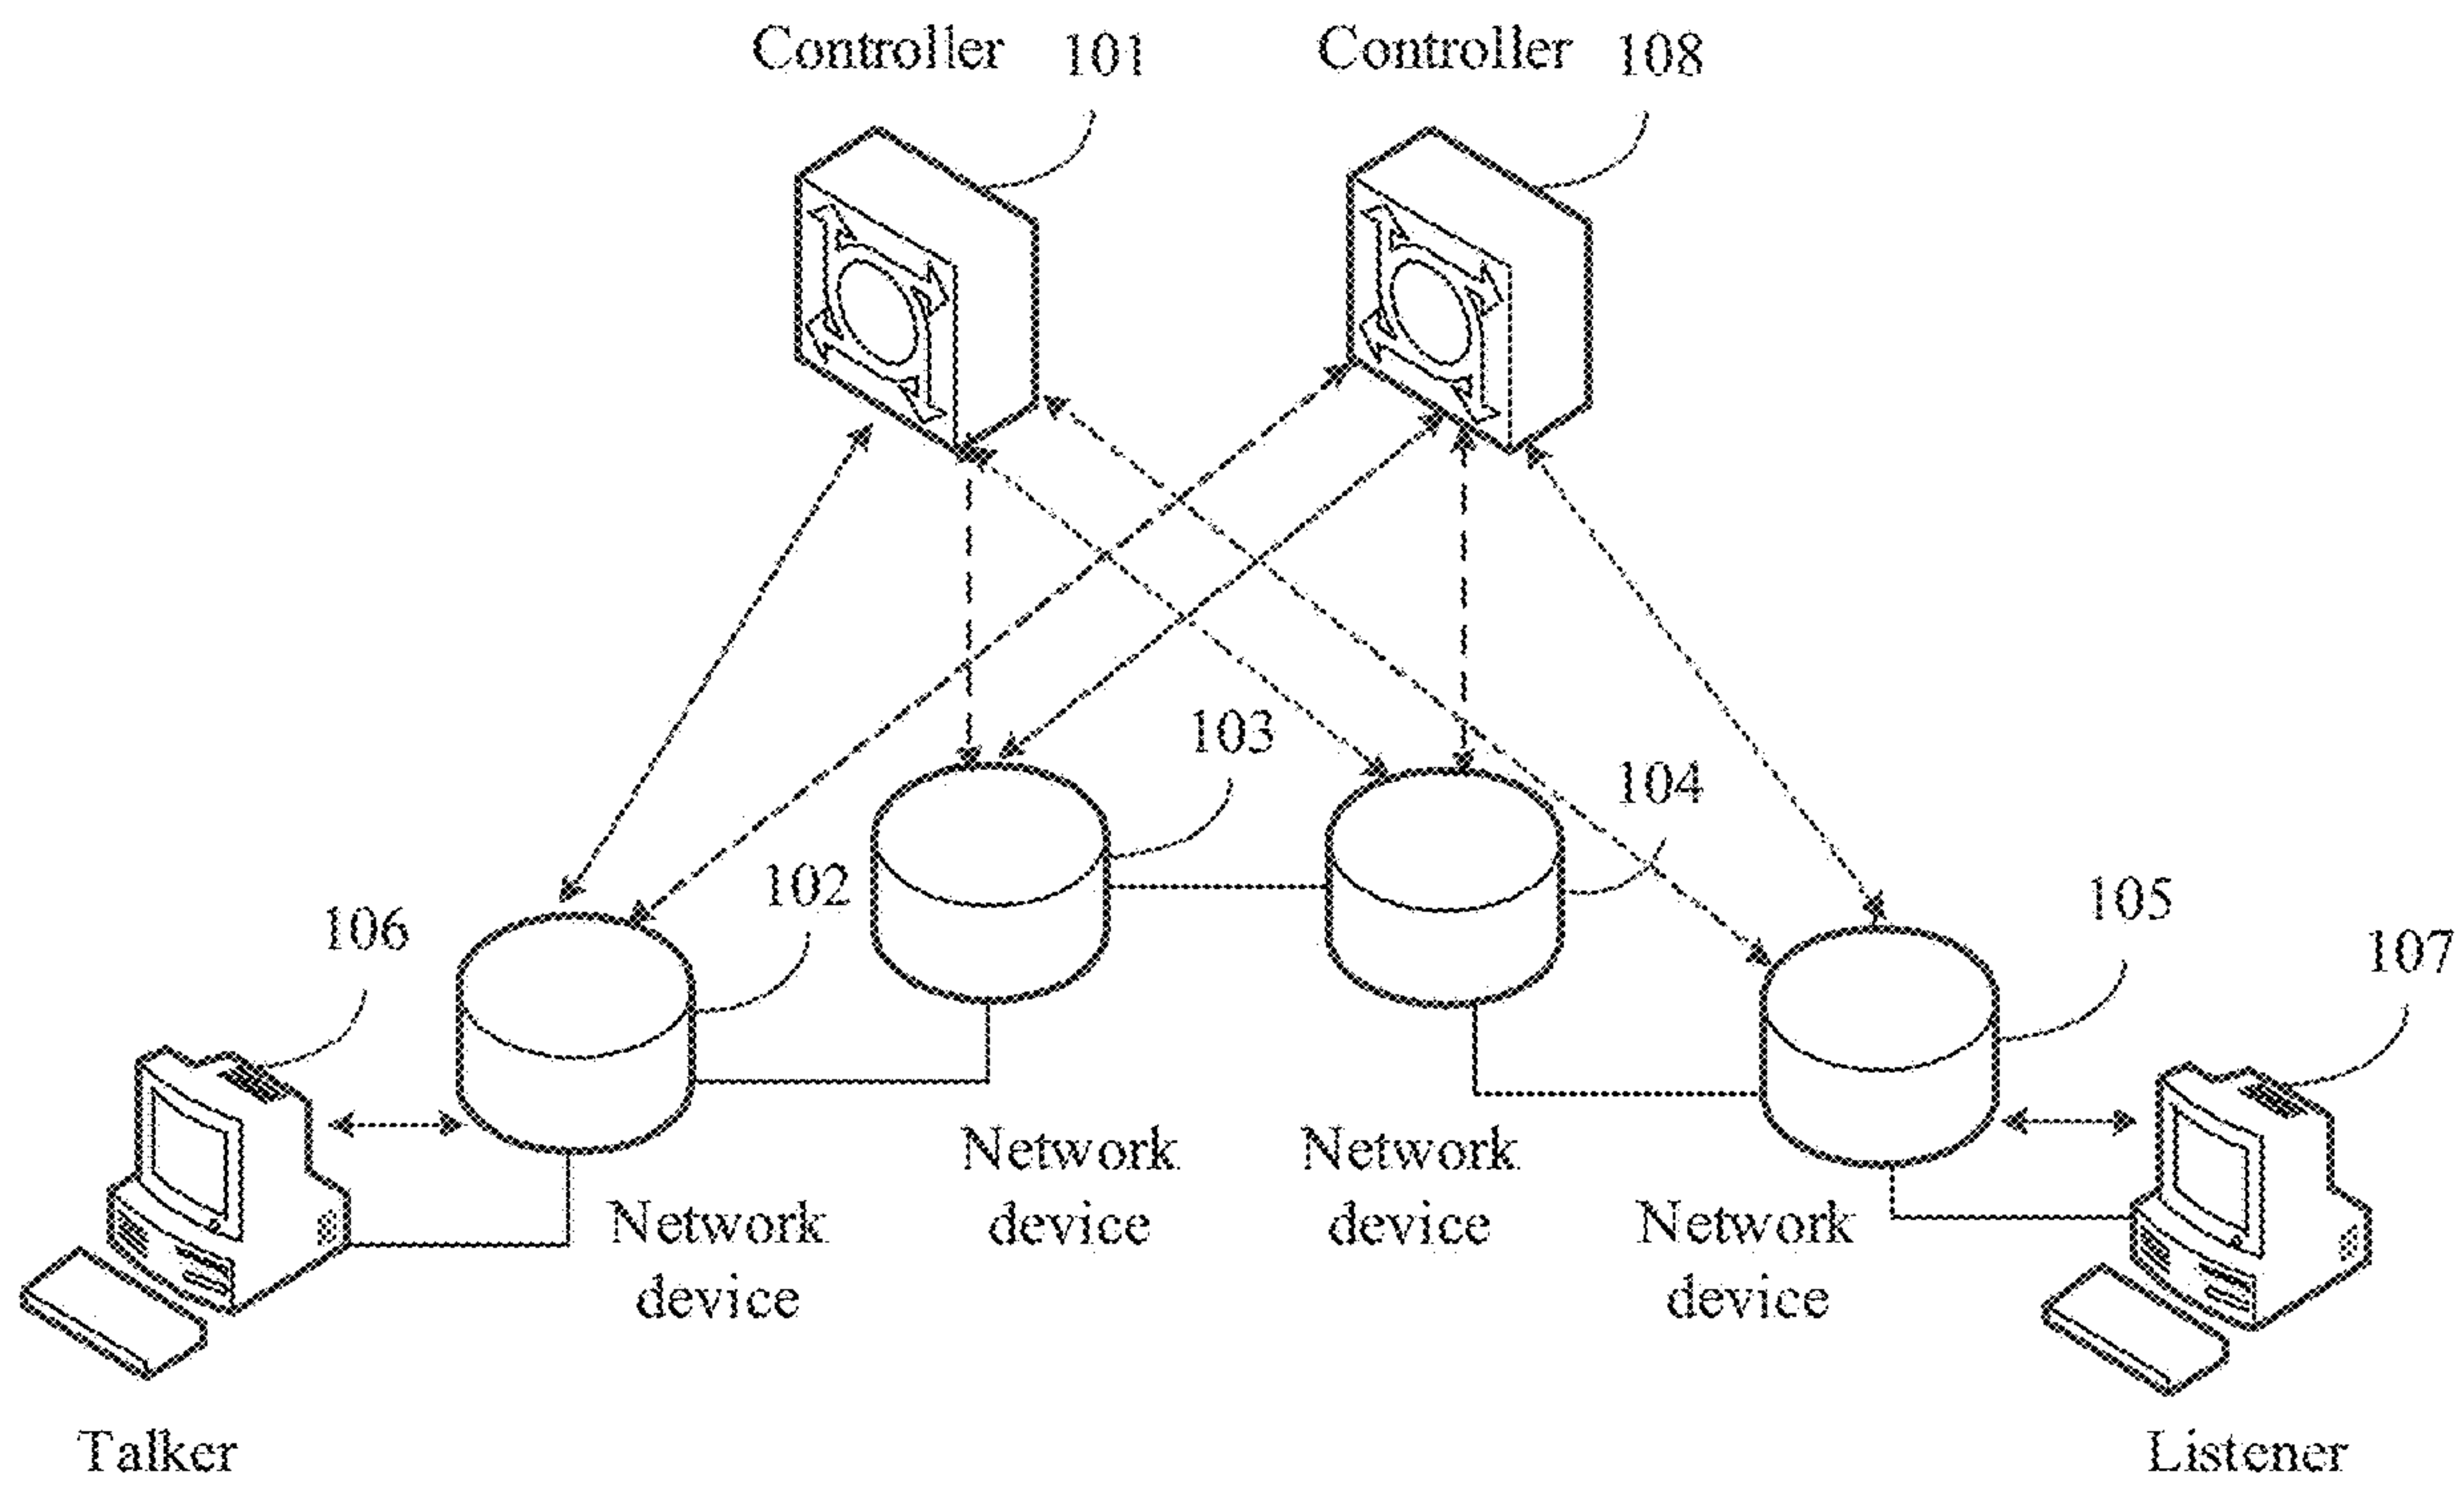 Controller 101
Controller 108
103
104
102
105
106
107
Network
device
Network
device
Network
device
Network
device
Talker
Listener